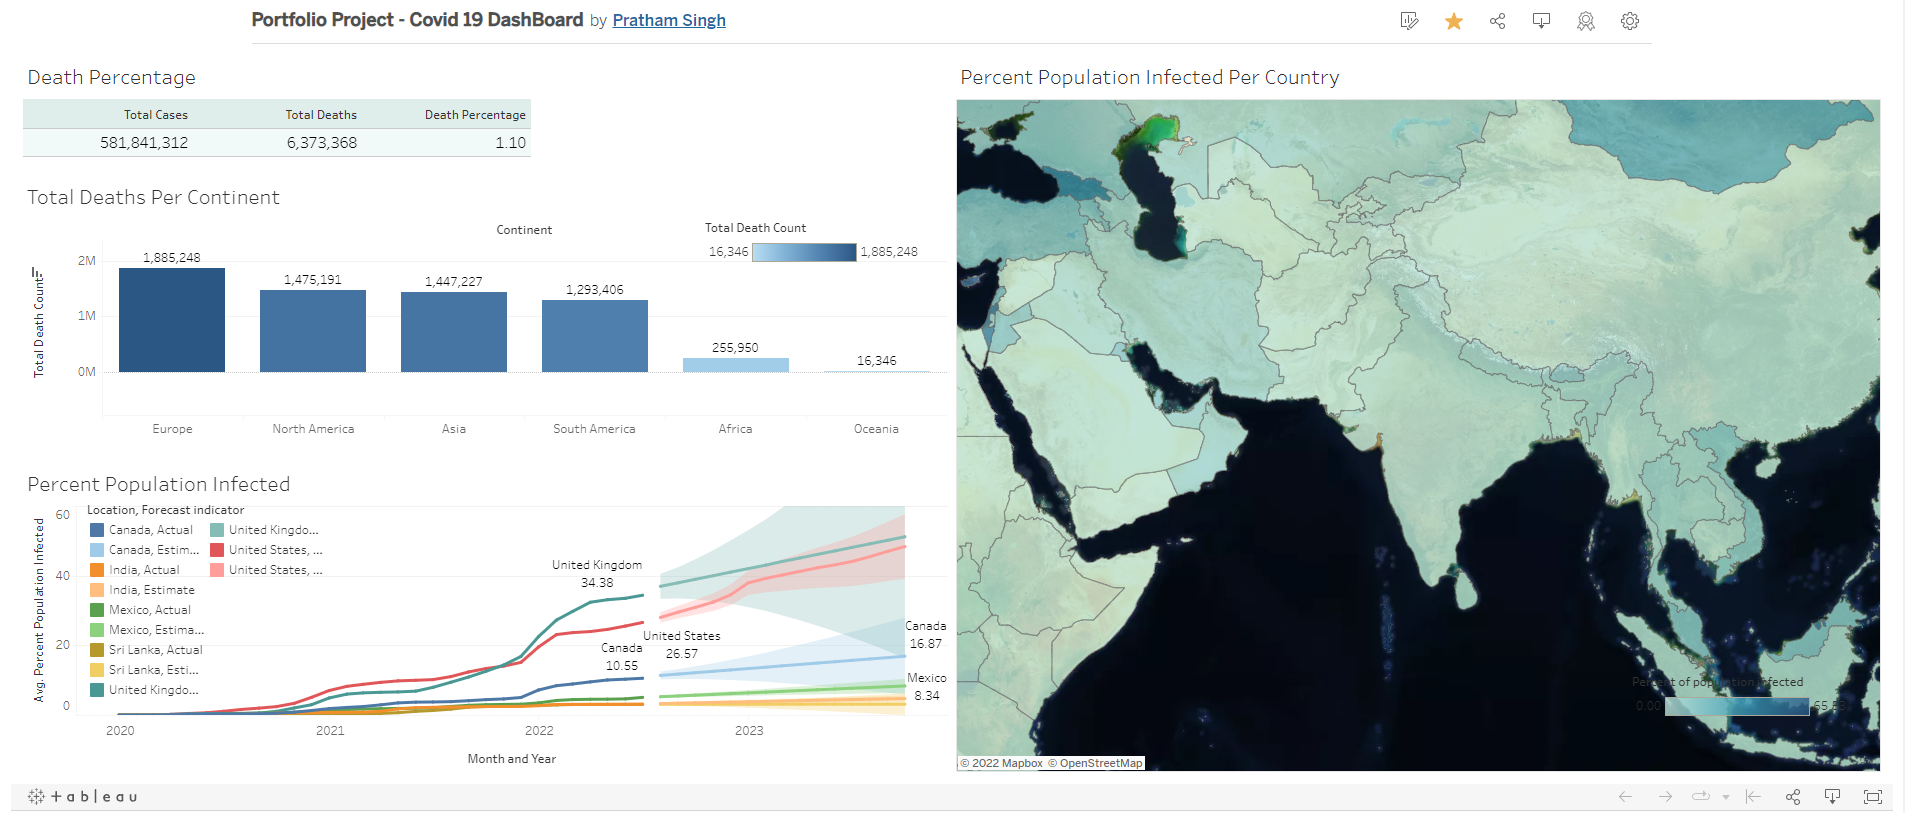 Portfolio Project - Covid 19 DashBoard by Pratham Singh
Death Percentage
Total Cases Total Deaths Death Percentage
581,841,312 6,373,368 1.10
Total Deaths Per Continent
Continent
Total Death Count
16,346 1,885,248
Total Death Count
2M
1M
0M
1,885,248
1,475,191
1,447,227
1,293,406
255,950
16,346
Europe North America Asia South America Africa Oceania
Percent Population Infected
Location, Forecast indicator
Canada, Actual
Canada, Estim...
India, Actual
India, Estimate
Mexico, Actual
Mexico, Estima...
Sri Lanka, Actual
Sri Lanka, Esti...
United Kingdo...
United Kingdo...
United States, ...
United States, ...
Avg. Percent Population Infected
60
40
20
0
United Kingdom
34.38
United States
26.57
Canada
10.55
Canada
16.87
Mexico
8.34
2020 2021 2022 2023
Month and Year
Percent Population Infected Per Country
Percent of population infected
0.00
© 2022 Mapbox © OpenStreetMap
+ableau